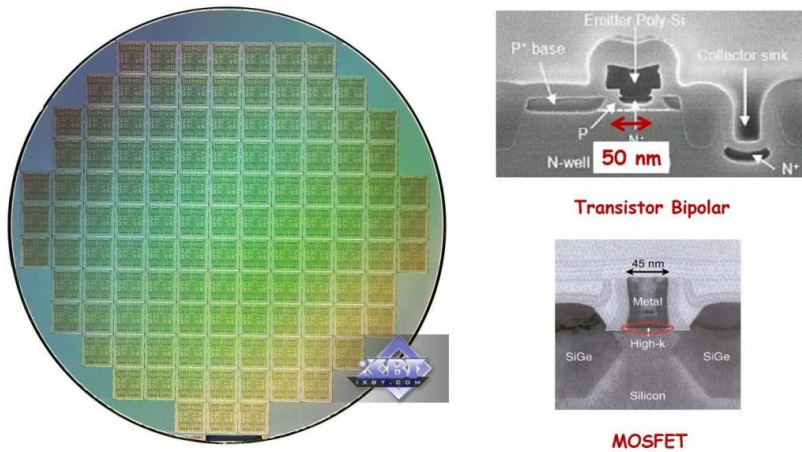 Emitter Poly-Si
P⁺-base
Collector sink
P
N⁺
N-well
50 nm
N⁺
Transistor Bipolar
45 nm
Metal
High-k
SiGe
SiGe
Silicon
MOSFET
iXBT
iXBT.COM